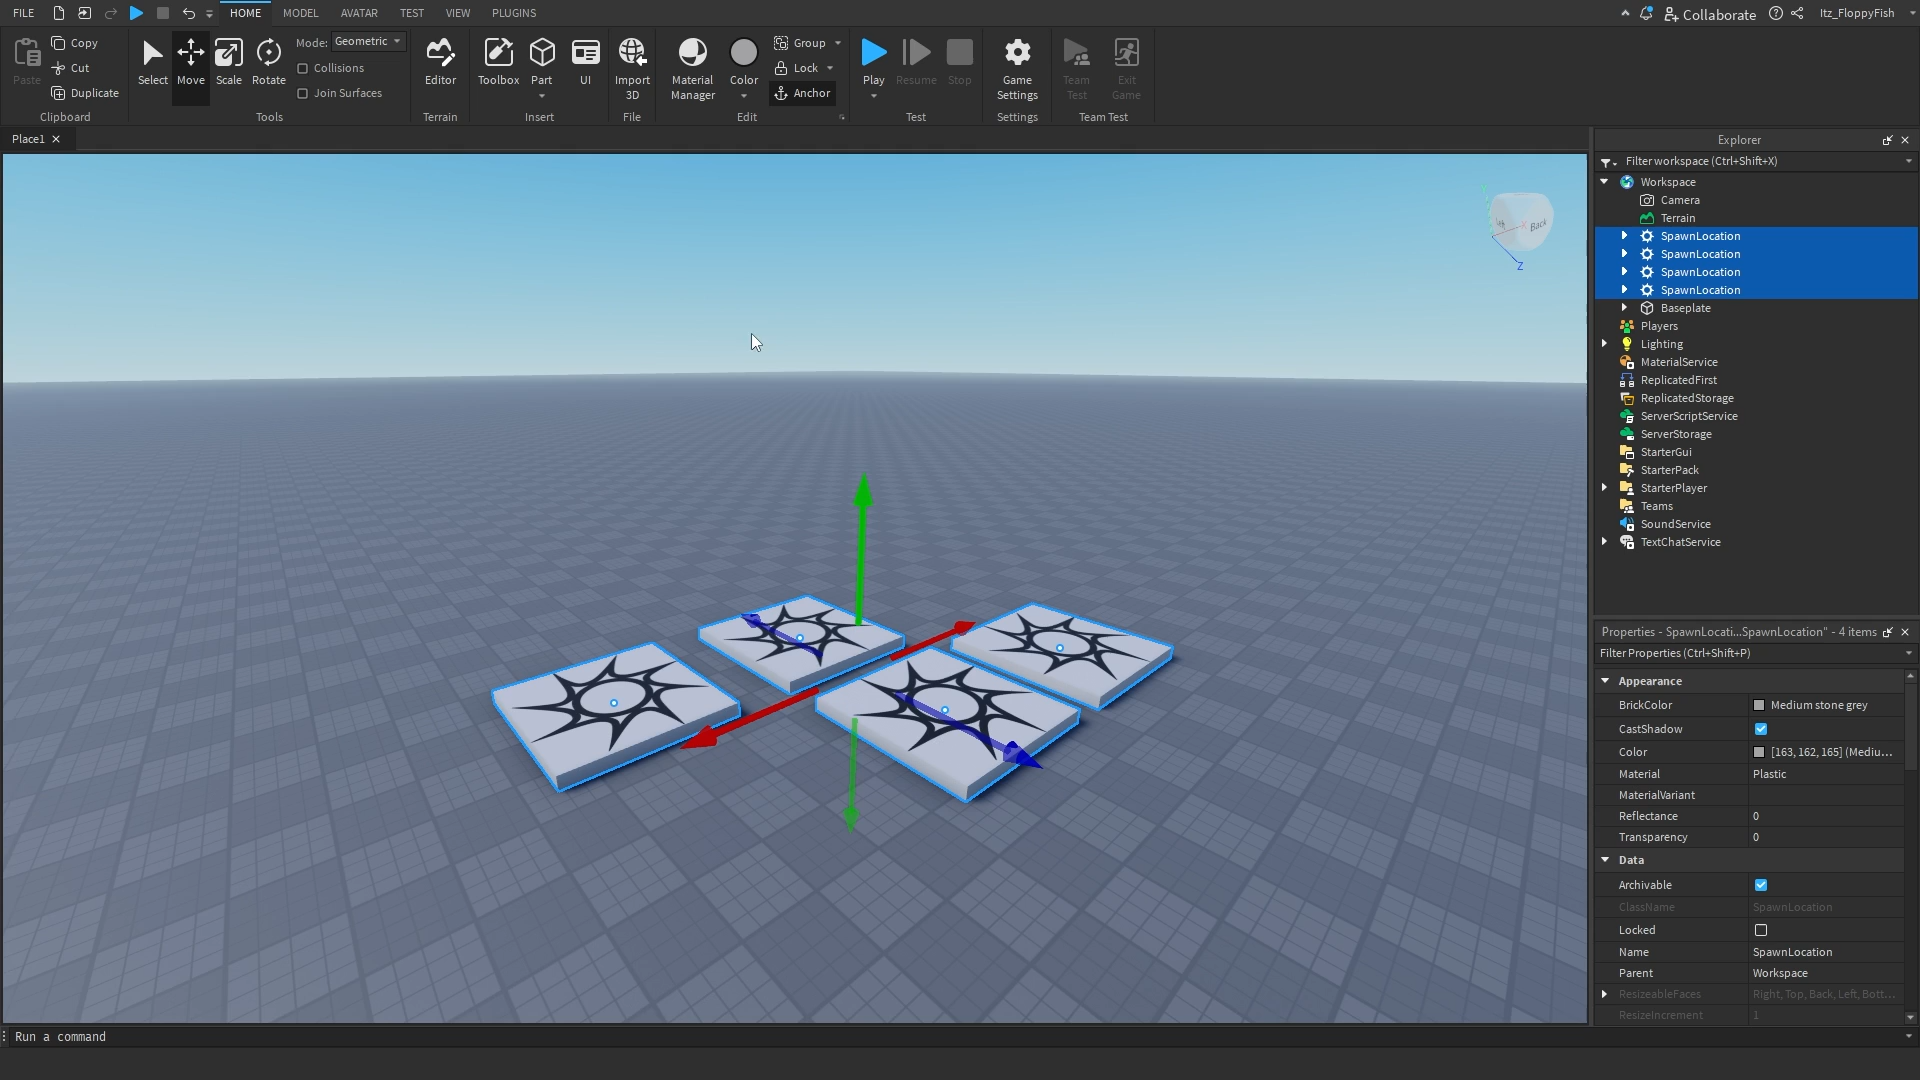 FILE HOME MODEL AVATAR TEST VIEW PLUGINS Collaborate Itz_FloppyFish
Paste
Copy
Cut
Duplicate
Clipboard
Select Move Scale Rotate
Mode: Geometric
Collisions
Join Surfaces
Tools
Editor
Terrain
Toolbox Part UI
Insert
Import
3D
File
Material
Manager
Color
Group
Lock
Anchor
Edit
Play Resume Stop
Test
Game
Settings
Settings
Team
Test
Exit
Game
Team Test
Place1
Back
Z
Explorer
Filter workspace (Ctrl+Shift+X)
Workspace
Camera
Terrain
SpawnLocation
SpawnLocation
SpawnLocation
SpawnLocation
Baseplate
Players
Lighting
MaterialService
ReplicatedFirst
ReplicatedStorage
ServerScriptService
ServerStorage
StarterGui
StarterPack
StarterPlayer
Teams
SoundService
TextChatService
Properties - SpawnLocati...SpawnLocation" - 4 items
Filter Properties (Ctrl+Shift+P)
Appearance
BrickColor Medium stone grey
CastShadow
Color [163, 162, 165] (Mediu...
Material Plastic
MaterialVariant
Reflectance 0
Transparency 0
Data
Archivable
ClassName SpawnLocation
Locked
Name SpawnLocation
Parent Workspace
ResizeableFaces Right, Top, Back, Left, Bott...
ResizeIncrement 1
Run a command